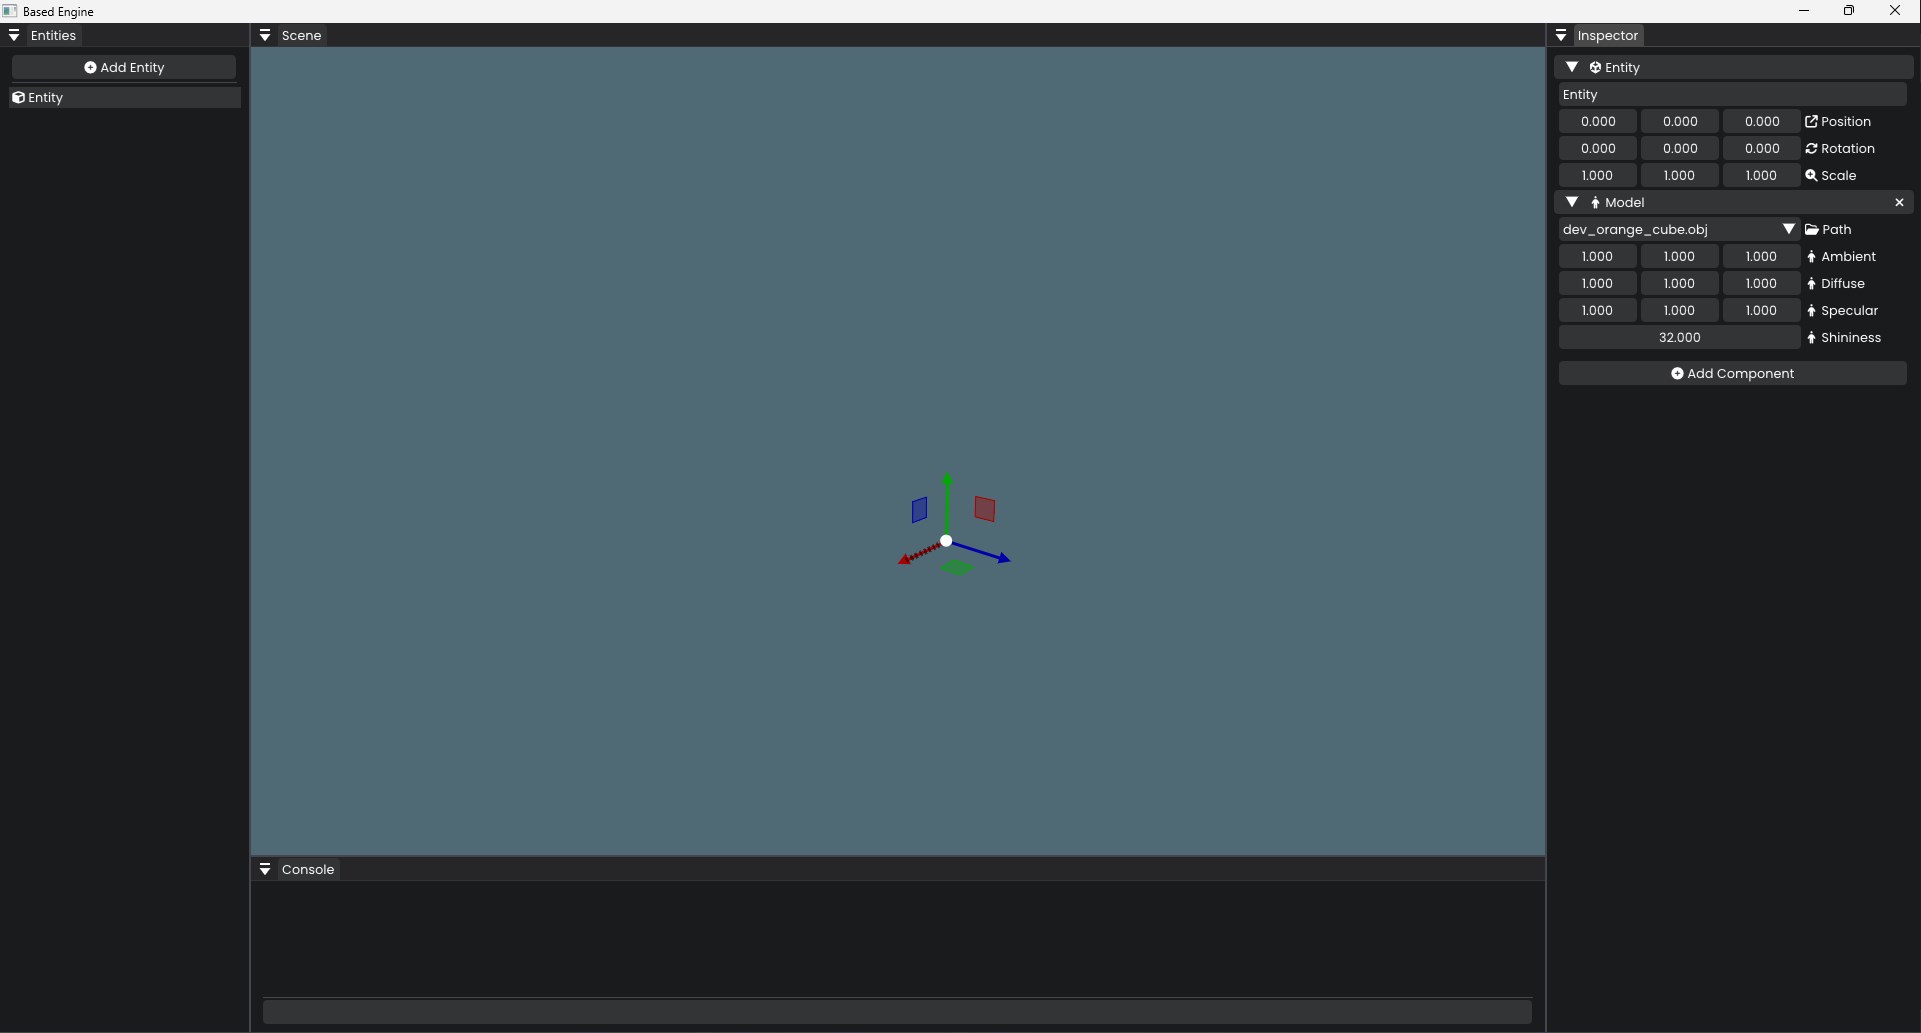 Based Engine
Entities
Add Entity
Entity
Scene
Console
Inspector
Entity
Entity
0.000 0.000 0.000 Position
0.000 0.000 0.000 Rotation
1.000 1.000 1.000 Scale
Model
dev_orange_cube.obj Path
1.000 1.000 1.000 Ambient
1.000 1.000 1.000 Diffuse
1.000 1.000 1.000 Specular
32.000 Shininess
Add Component